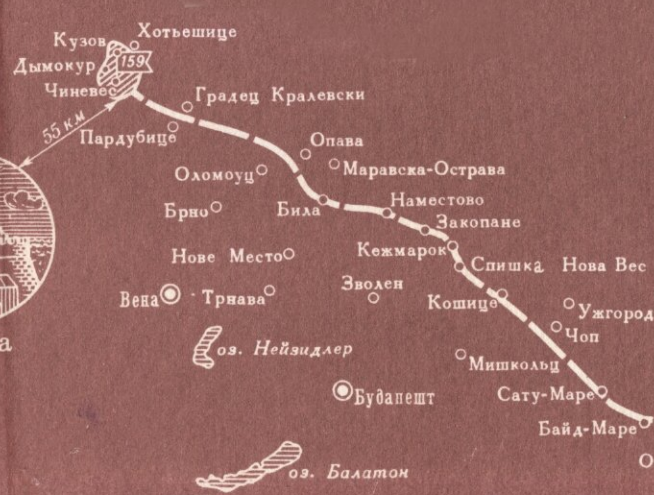 Хотьешице
Кузов
159
Дымокур
Чиневес
55 км
Градец Кралевски
Пардубице
Опава
Оломоуц
Маравска-Острава
Брно
Била
Наместово
Закопане
Нове Место
Кежмарок
Спишка Нова Вес
Вена
Трнава
Зволен
Кошице
Ужгород
Чоп
а
оз. Нейзидлер
Мишкольц
Будапешт
Сату-Маре
Байд-Маре
оз. Балатон